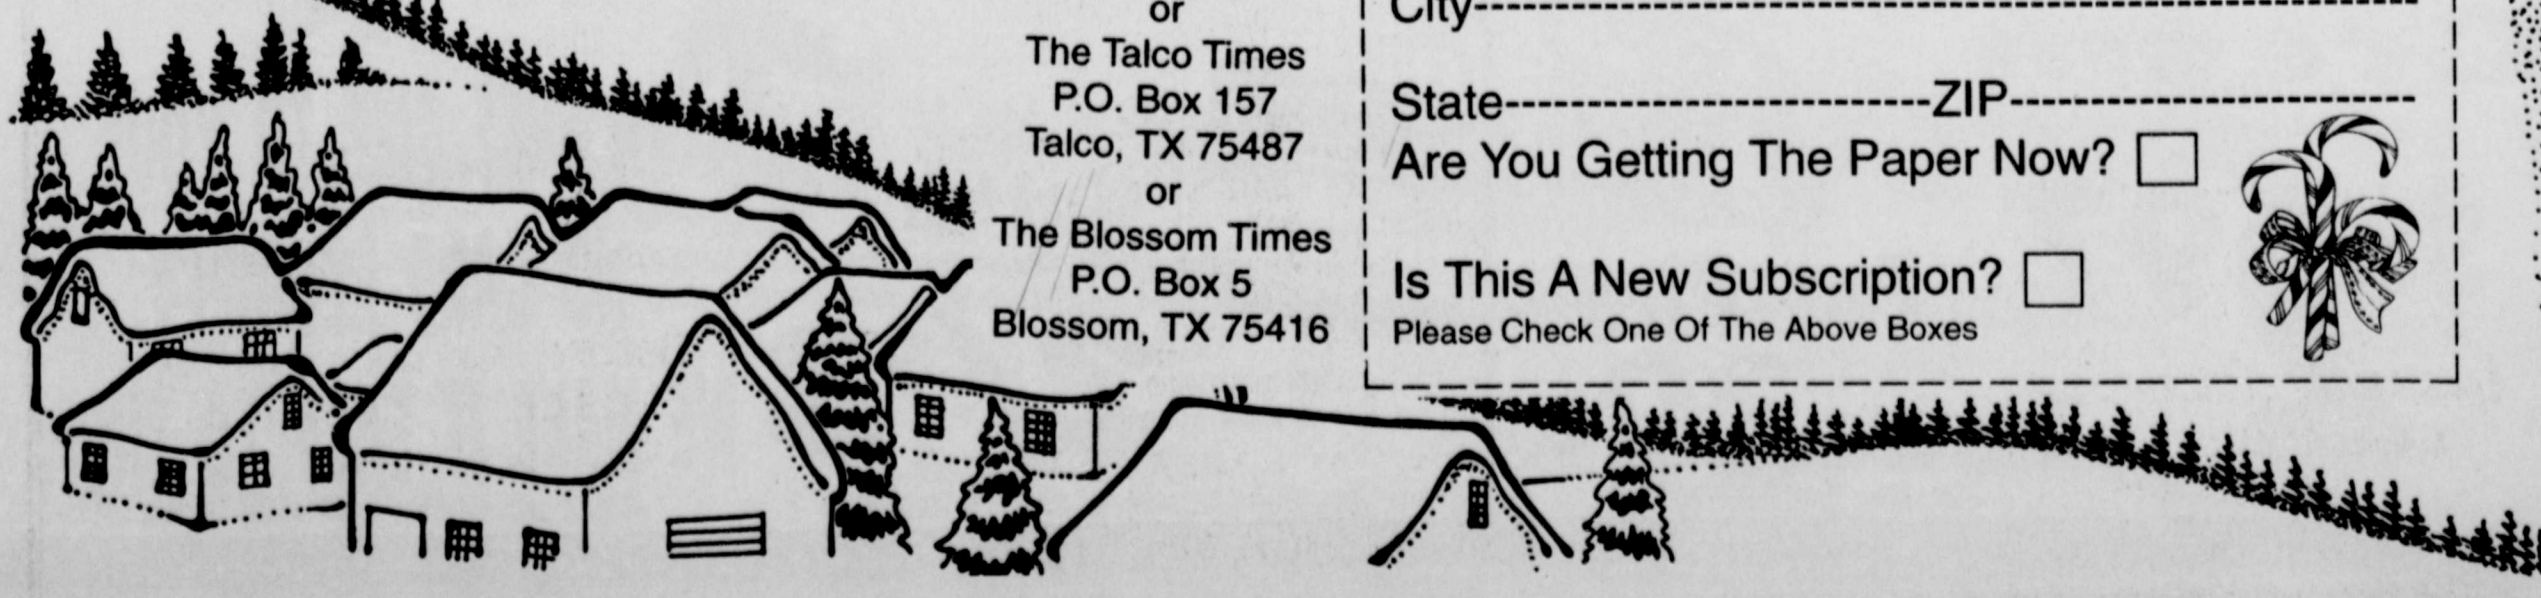 or
The Talco Times
P.O. Box 157
Talco, TX 75487
or
The Blossom Times
P.O. Box 5
Blossom, TX 75416
City
State ZIP
Are You Getting The Paper Now?
Is This A New Subscription?
Please Check One Of The Above Boxes